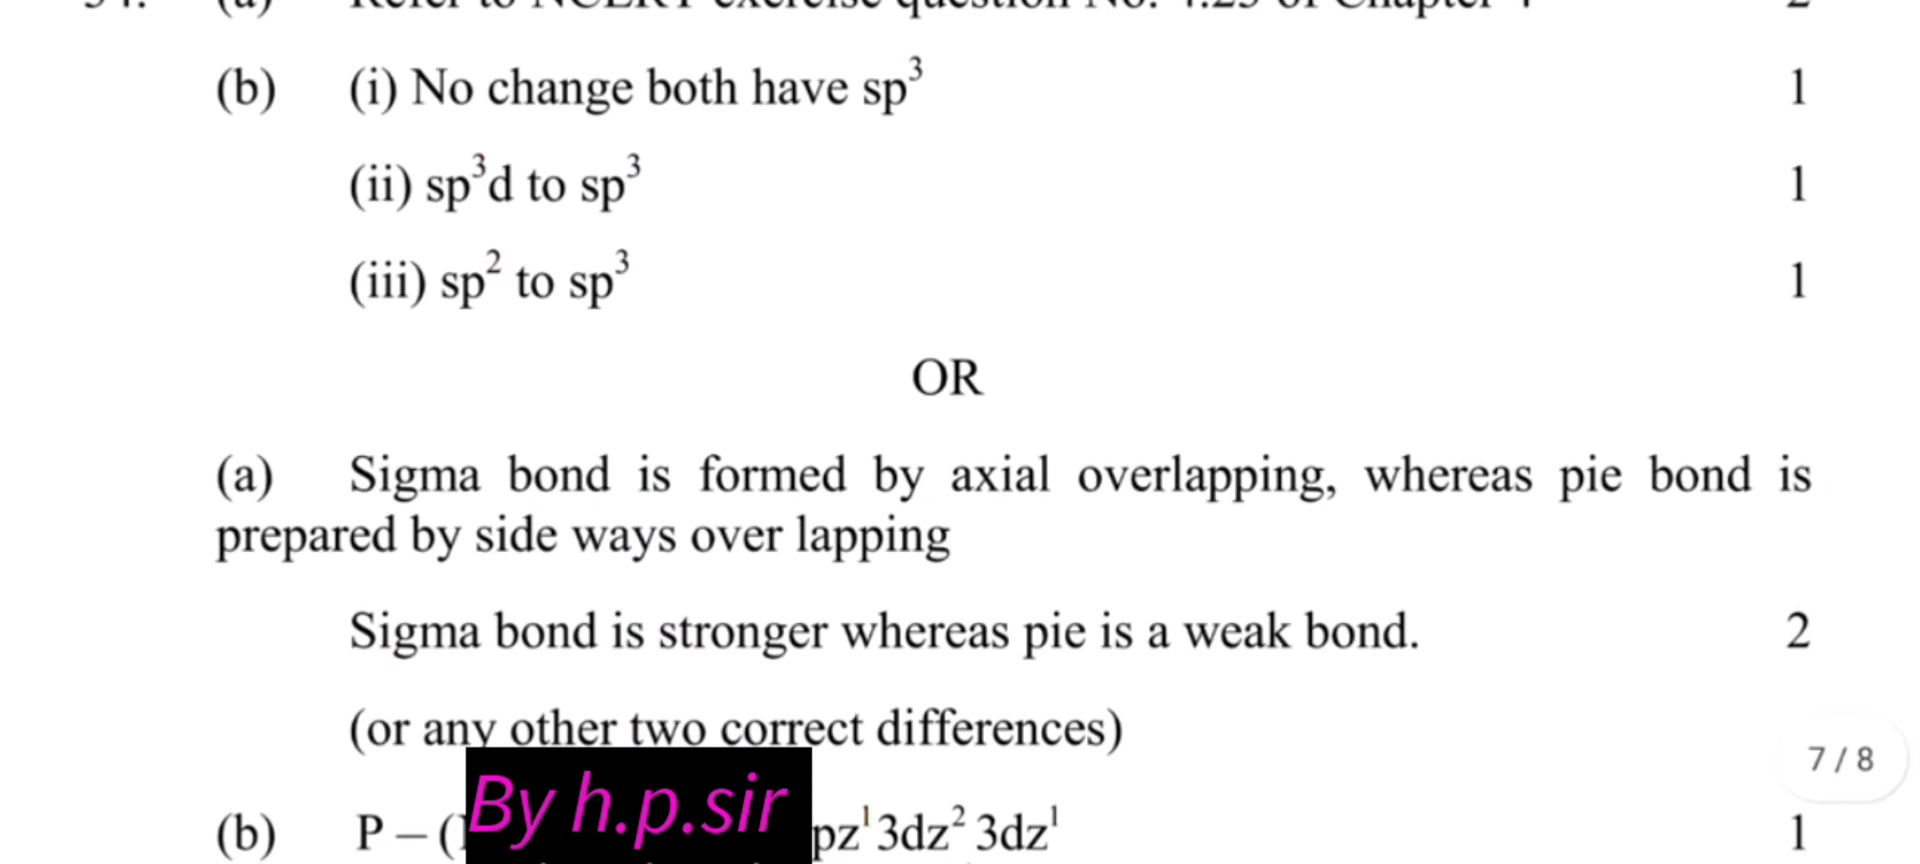 (b) (i) No change both have sp³ 1
(ii) sp³d to sp³ 1
(iii) sp² to sp³ 1
OR
(a) Sigma bond is formed by axial overlapping, whereas pie bond is
prepared by side ways over lapping
Sigma bond is stronger whereas pie is a weak bond. 2
(or any other two correct differences)
7 / 8
By h.p.sir
(b) P – ( pz¹ 3dz² 3dz¹ 1